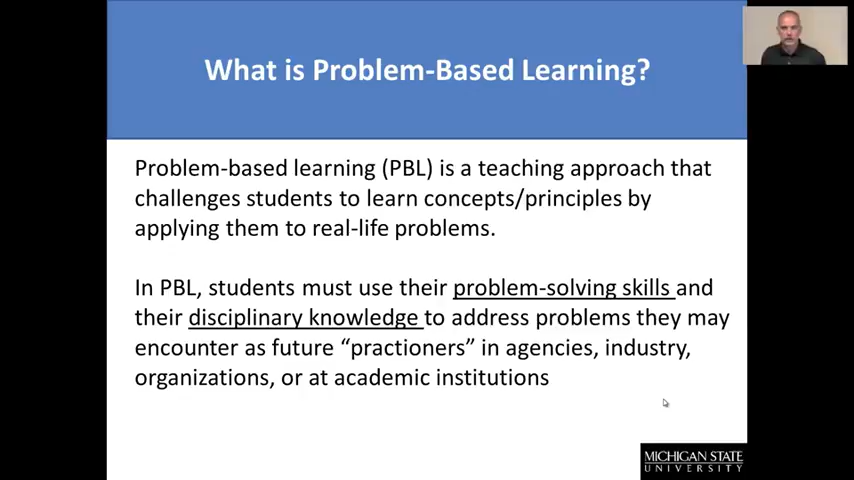 What is Problem-Based Learning?
Problem-based learning (PBL) is a teaching approach that
challenges students to learn concepts/principles by
applying them to real-life problems.
In PBL, students must use their problem-solving skills and
their disciplinary knowledge to address problems they may
encounter as future “practioners” in agencies, industry,
organizations, or at academic institutions
MICHIGAN STATE
UNIVERSITY